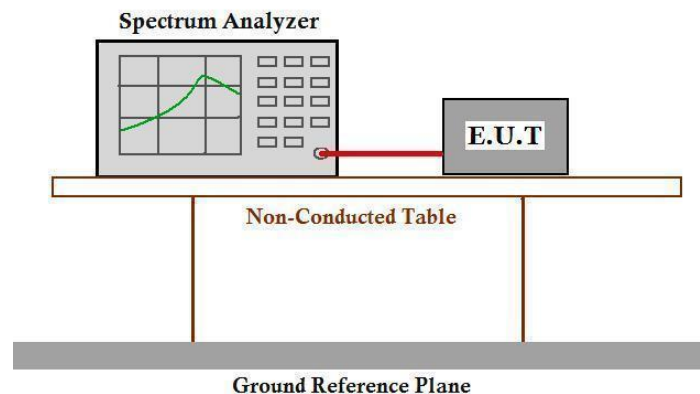 Spectrum Analyzer
E.U.T
Non-Conducted Table
Ground Reference Plane